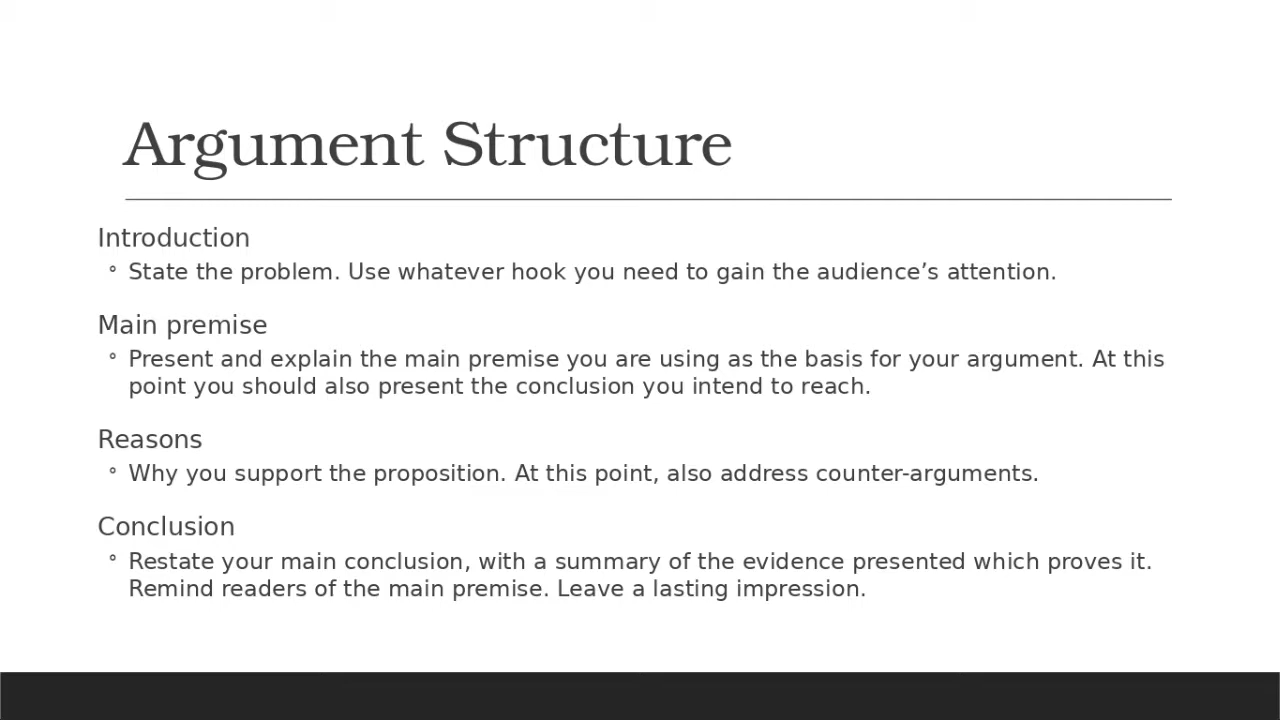 Argument Structure
Introduction
° State the problem. Use whatever hook you need to gain the audience’s attention.
Main premise
° Present and explain the main premise you are using as the basis for your argument. At this
point you should also present the conclusion you intend to reach.
Reasons
° Why you support the proposition. At this point, also address counter-arguments.
Conclusion
° Restate your main conclusion, with a summary of the evidence presented which proves it.
Remind readers of the main premise. Leave a lasting impression.